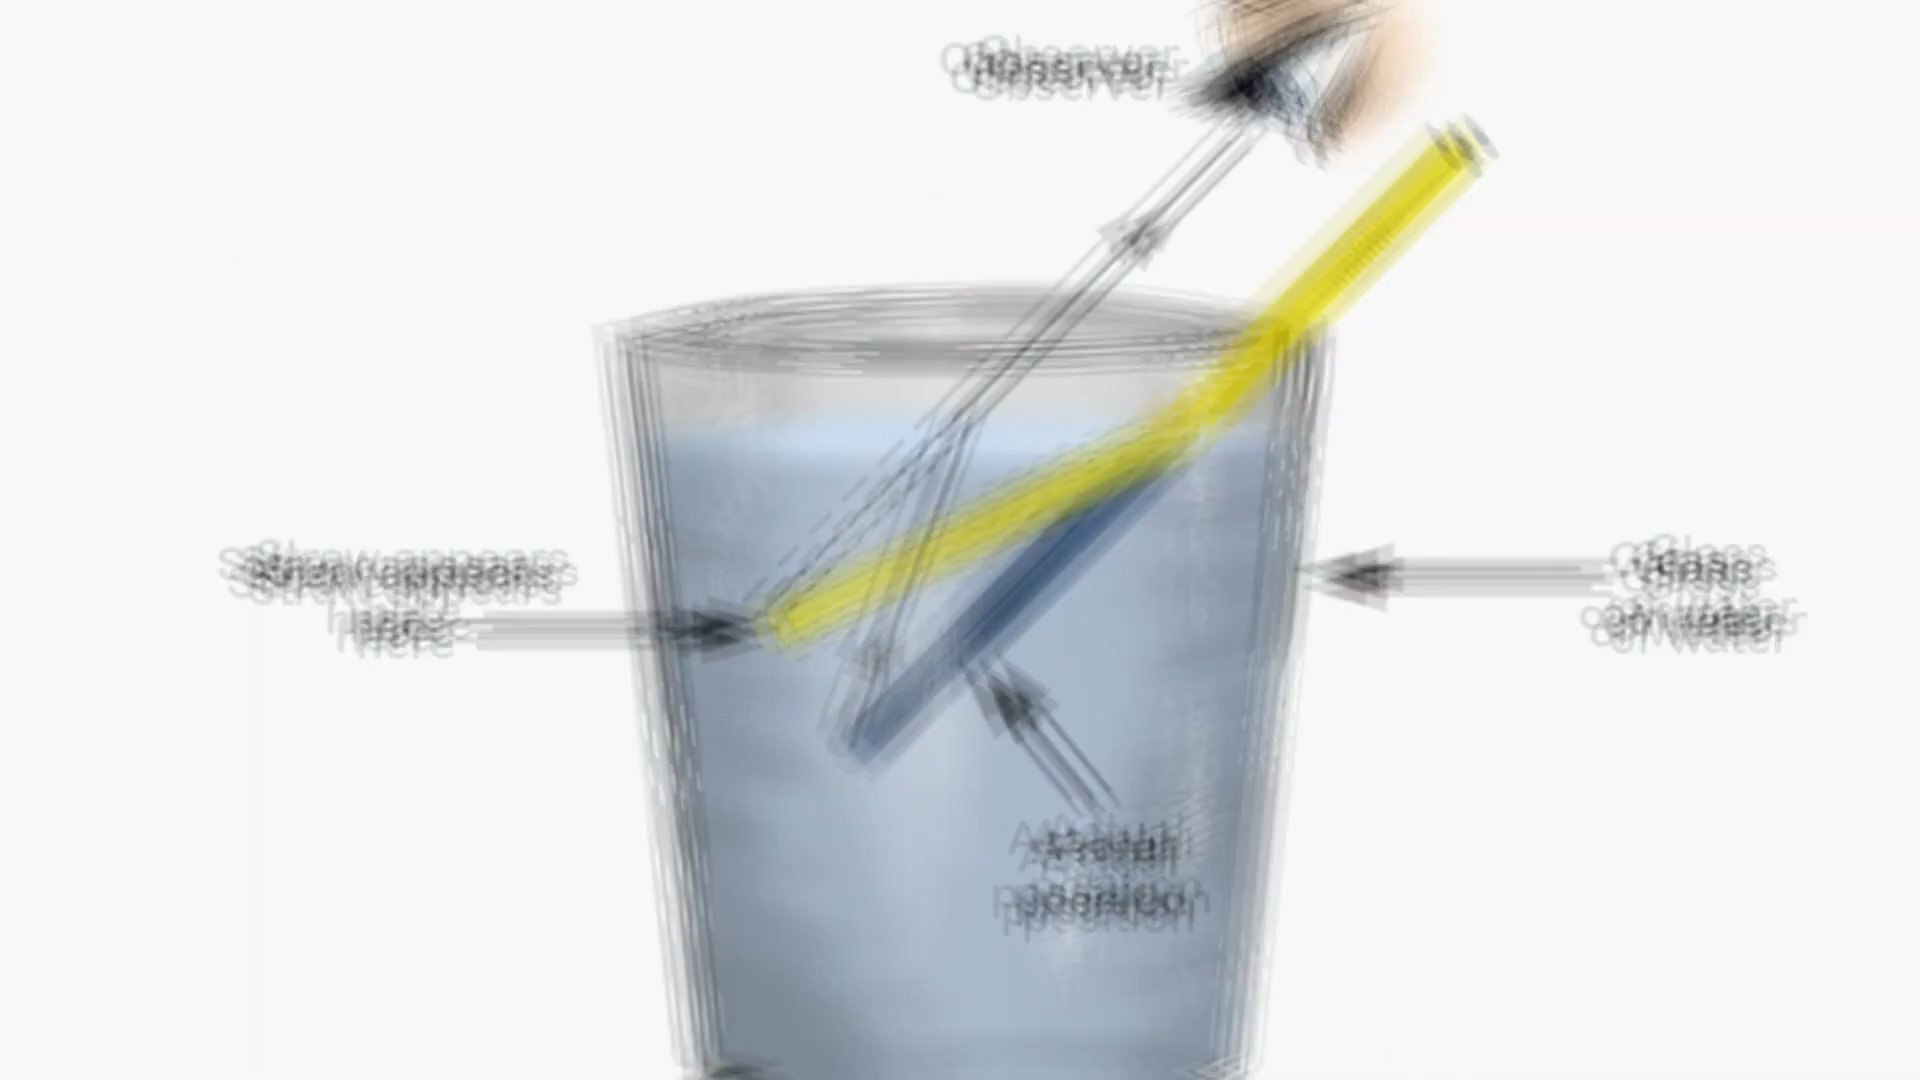 Observer
Straw appears
here
Glass
of water
Actual
position